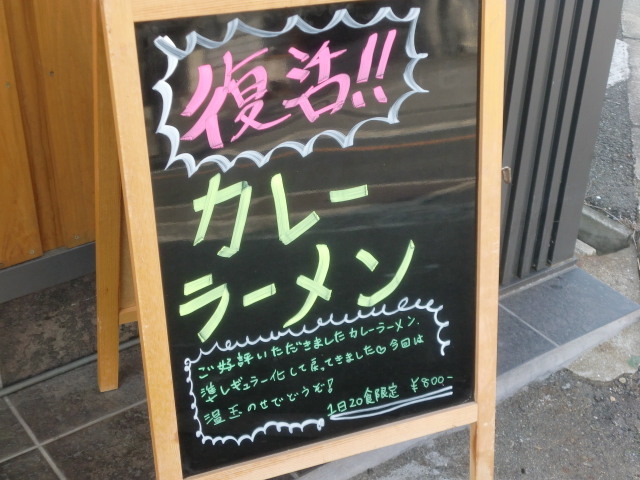 復活!!
カレー
ラーメン
ご好評いただきましたカレーラーメン、
準レギュラー化して戻ってきました 今回は
温玉のせでどうぞ!
1日20食限定 ¥800-